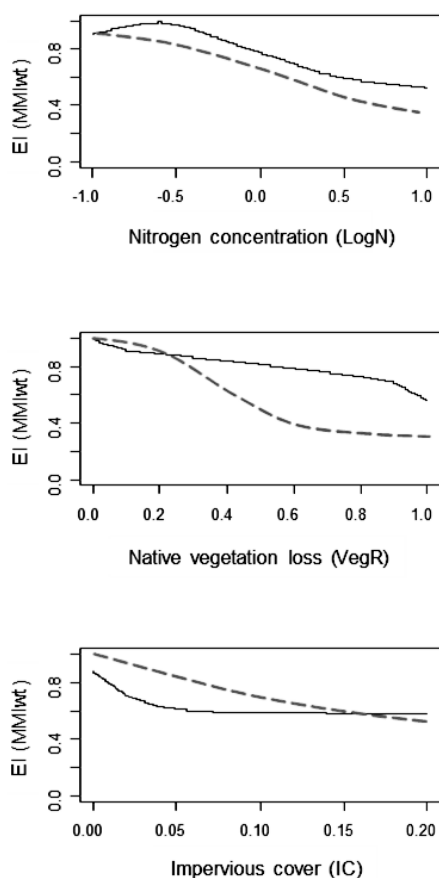 EI (MMIwt)
0.0 0.4 0.8
-1.0 -0.5 0.0 0.5 1.0
Nitrogen concentration (LogN)
EI (MMIwt)
0.0 0.4 0.8
0.0 0.2 0.4 0.6 0.8 1.0
Native vegetation loss (VegR)
EI (MMIwt)
0.0 0.4 0.8
0.00 0.05 0.10 0.15 0.20
Impervious cover (IC)